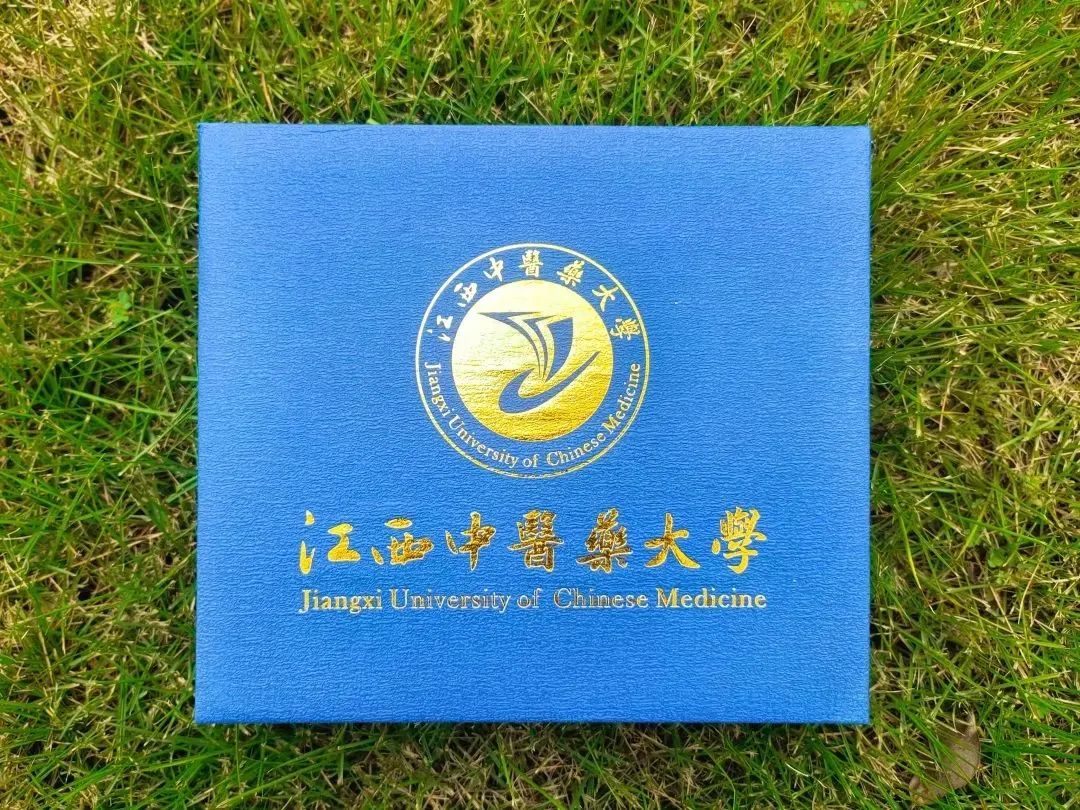 江西中醫藥大學
Jiangxi University of Chinese Medicine
江西中醫藥大學
Jiangxi University of Chinese Medicine